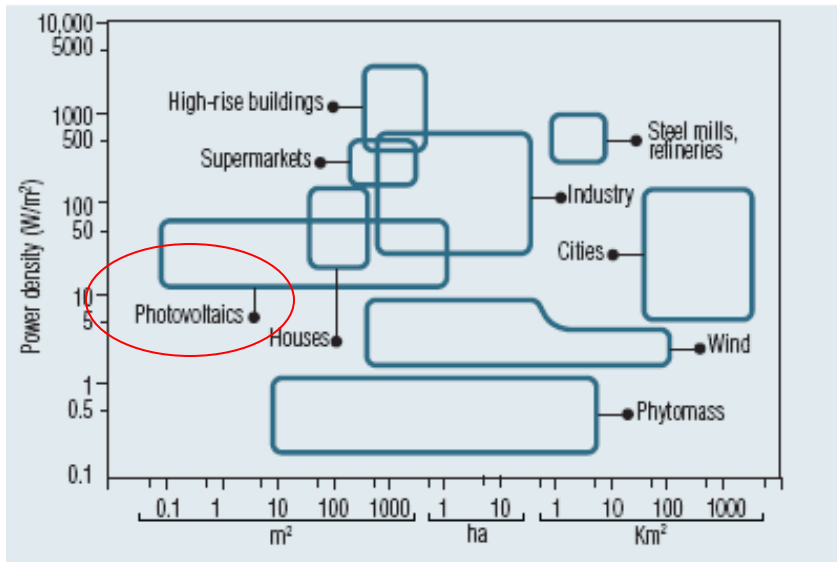 10,000
5000
1000
500
100
50
10
5
1
0.5
0.1
Power density (W/m²)
High-rise buildings
Supermarkets
Steel mills,
refineries
Industry
Cities
Photovoltaics
Houses
Wind
Phytomass
0.1 1 10 100 1000 1 10 1 10 100 1000
m² ha Km²